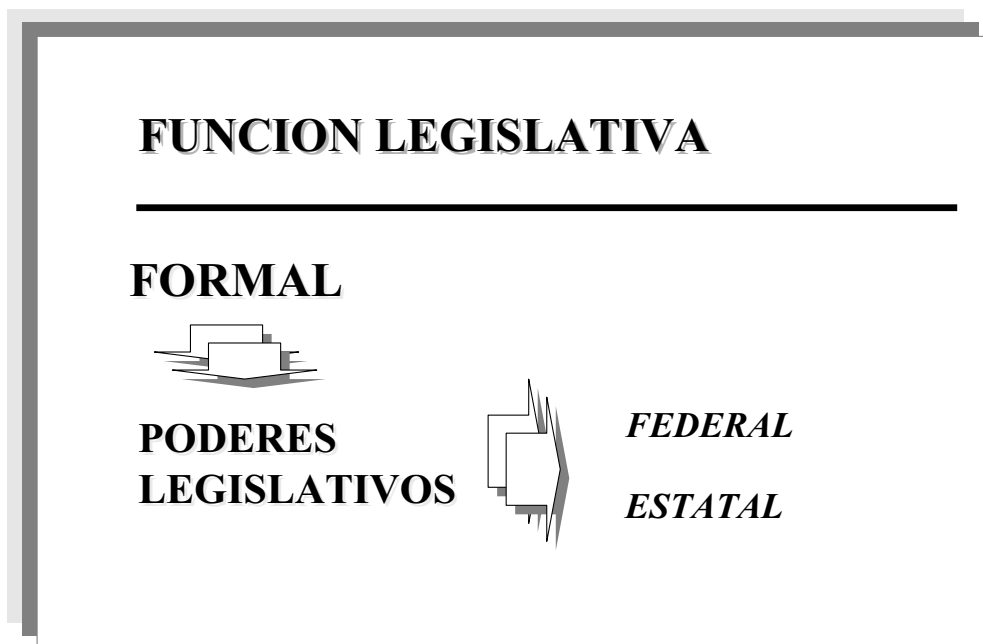 FUNCION LEGISLATIVA
FORMAL
PODERES
LEGISLATIVOS
FEDERAL
ESTATAL